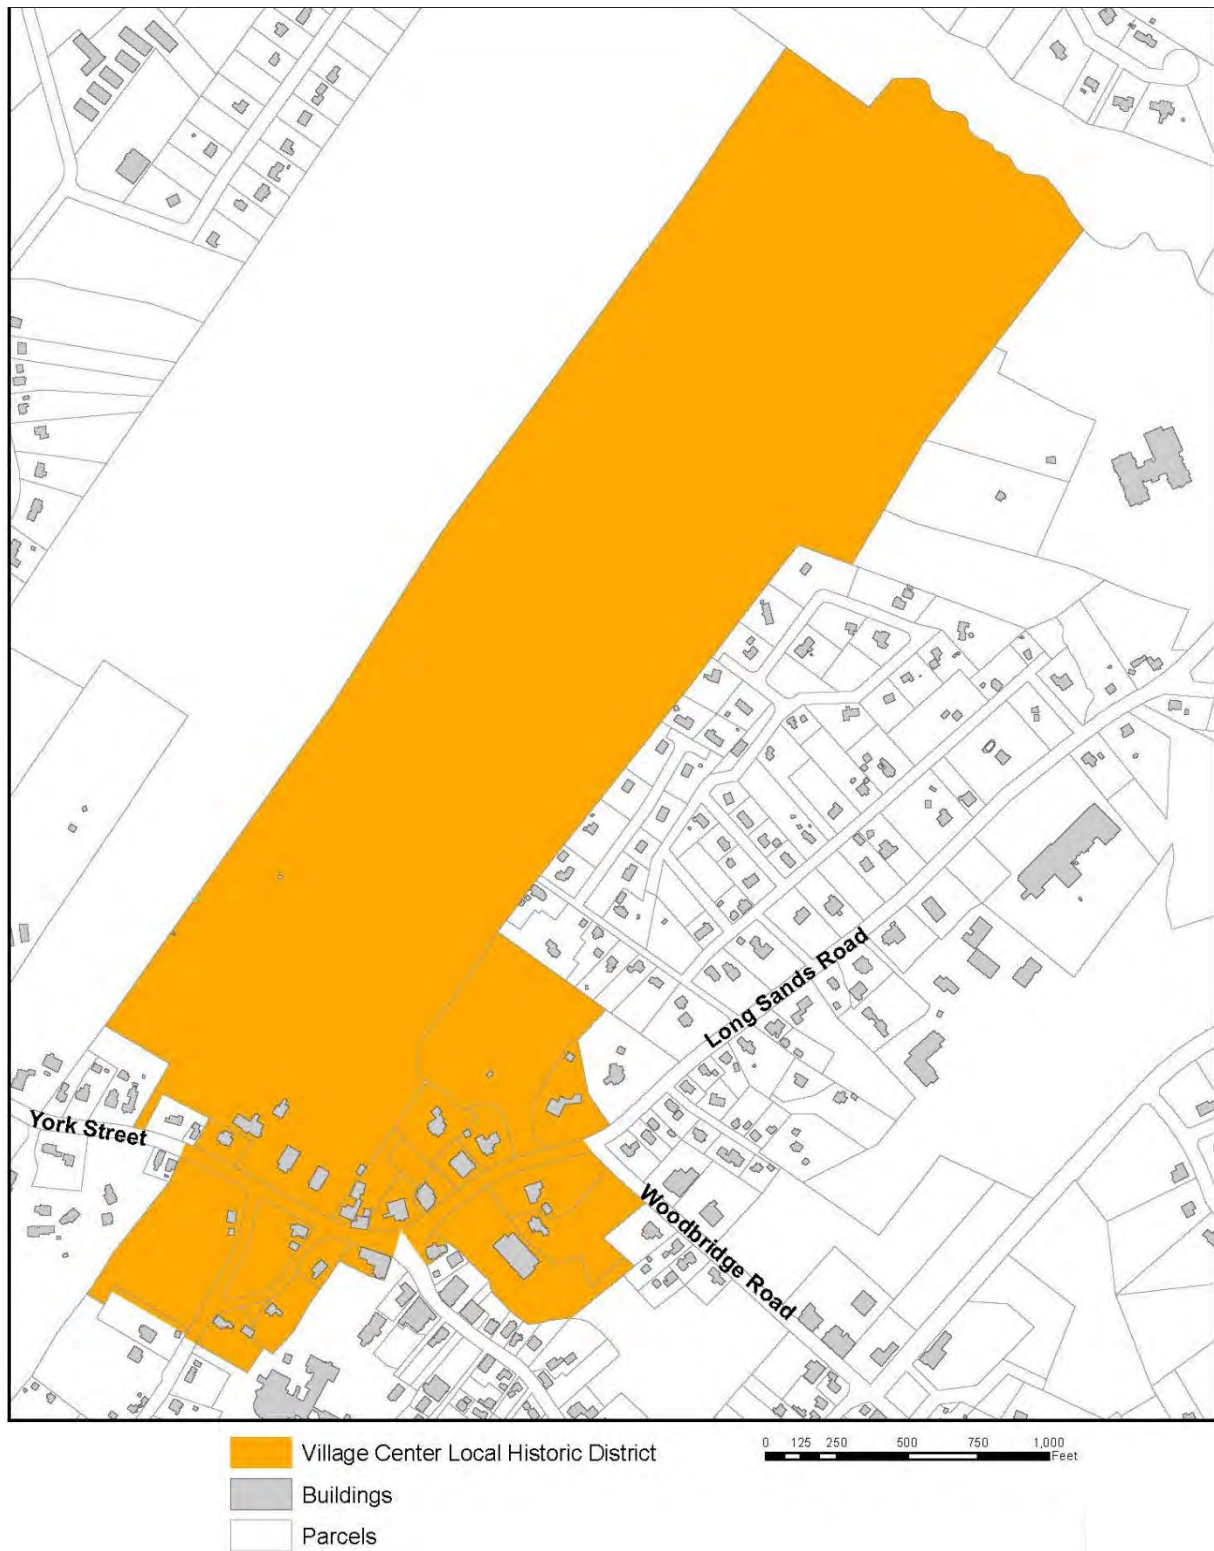 Long Sands Road
York Street
Woodbridge Road
Village Center Local Historic District
0 125 250 500 750 1,000
Feet
Buildings
Parcels